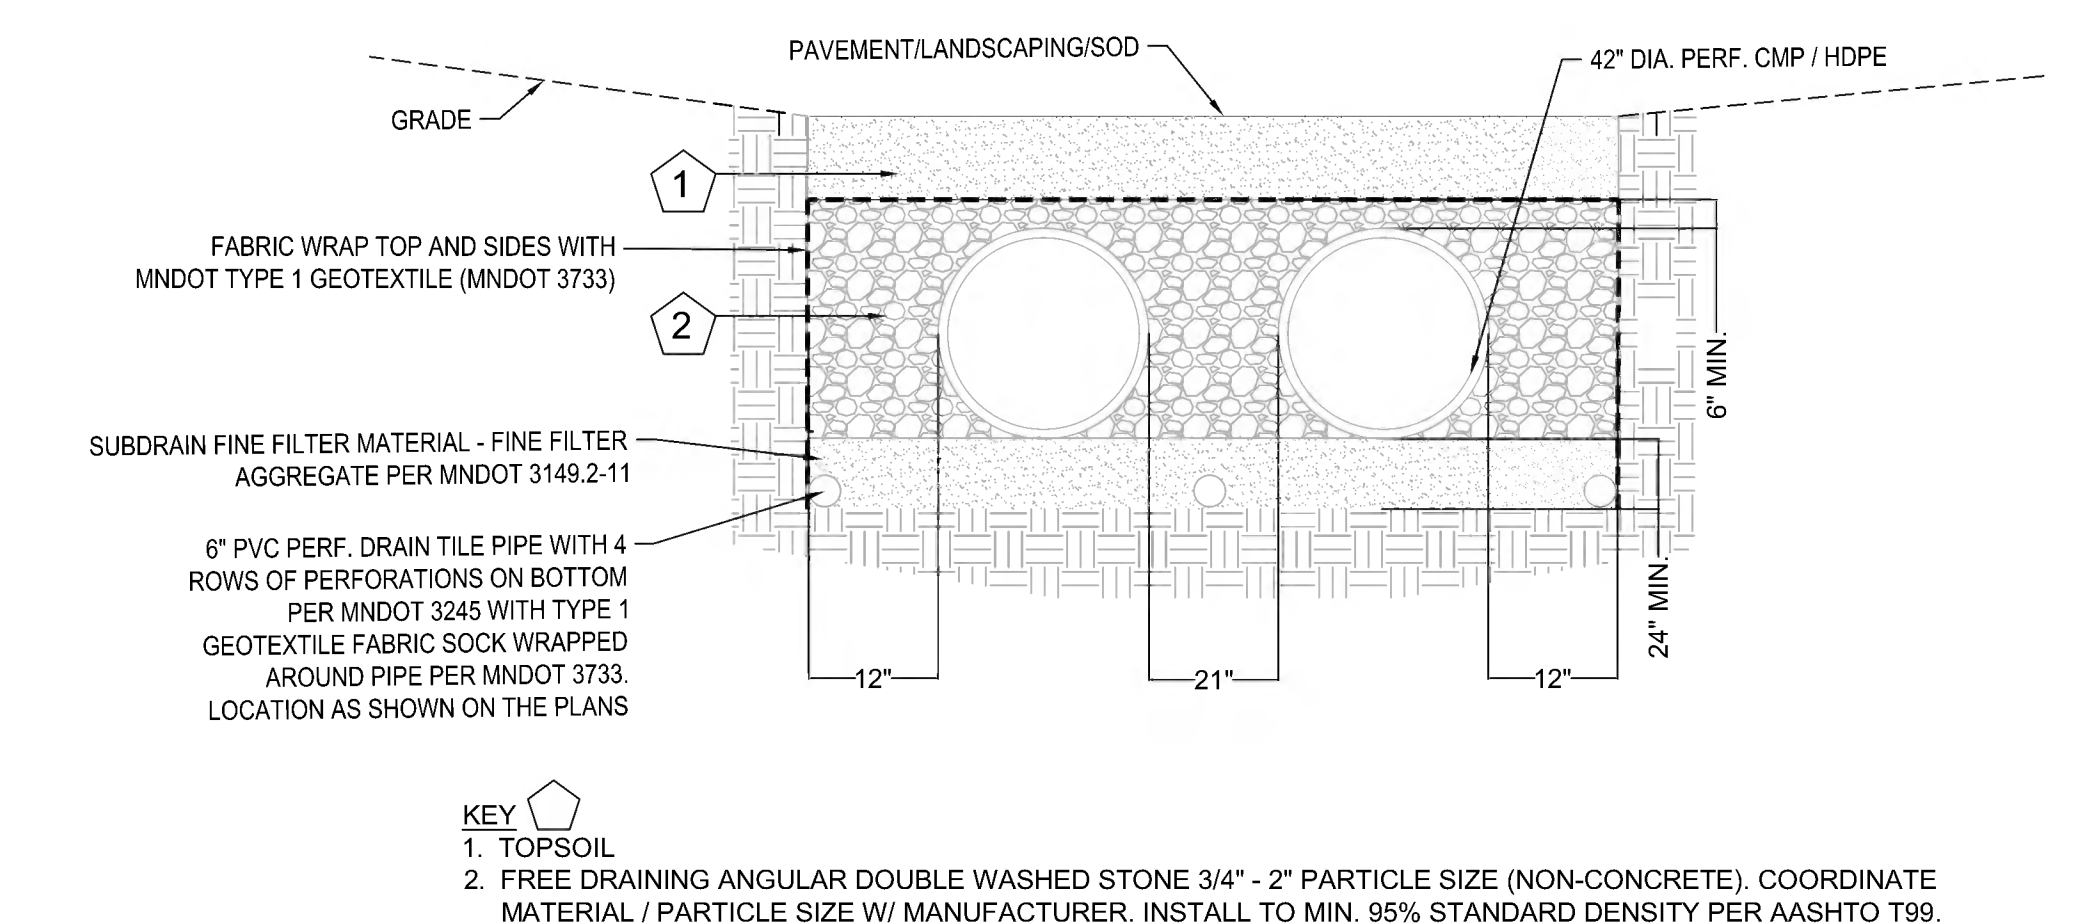 PAVEMENT/LANDSCAPING/SOD
42" DIA. PERF. CMP / HDPE
GRADE
1
FABRIC WRAP TOP AND SIDES WITH
MNDOT TYPE 1 GEOTEXTILE (MNDOT 3733)
2
6" MIN.
SUBDRAIN FINE FILTER MATERIAL - FINE FILTER
AGGREGATE PER MNDOT 3149.2-11
6" PVC PERF. DRAIN TILE PIPE WITH 4
ROWS OF PERFORATIONS ON BOTTOM
PER MNDOT 3245 WITH TYPE 1
GEOTEXTILE FABRIC SOCK WRAPPED
AROUND PIPE PER MNDOT 3733.
LOCATION AS SHOWN ON THE PLANS
24" MIN.
12"
21"
12"
KEY
1. TOPSOIL
2. FREE DRAINING ANGULAR DOUBLE WASHED STONE 3/4" - 2" PARTICLE SIZE (NON-CONCRETE). COORDINATE
MATERIAL / PARTICLE SIZE W/ MANUFACTURER. INSTALL TO MIN. 95% STANDARD DENSITY PER AASHTO T99.